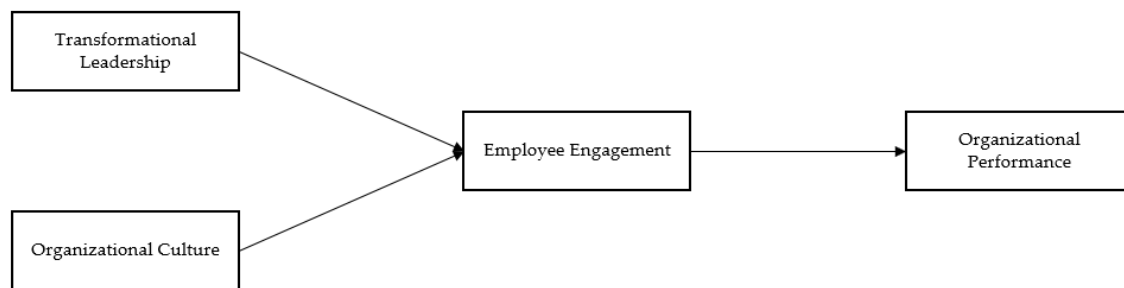 Transformational
Leadership
Employee Engagement
Organizational
Performance
Organizational Culture